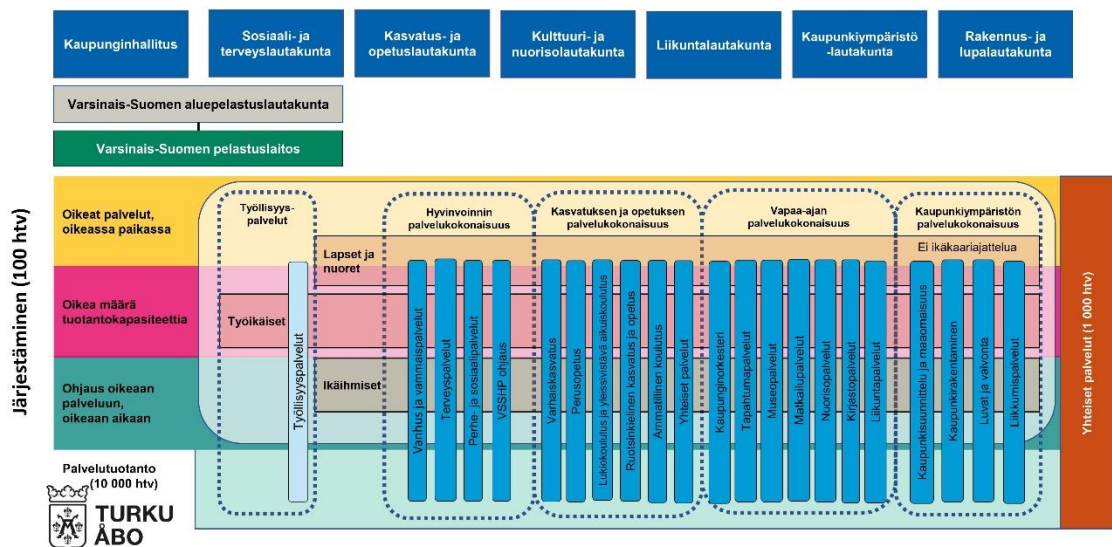 Kaupunginhallitus
Sosiaali- ja
terveyslautakunta
Kasvatus- ja
opetuslautakunta
Kulttuuri- ja
nuorisolautakunta
Liikuntalautakunta
Kaupunkiympäristö
-lautakunta
Rakennus- ja
lupalautakunta
Varsinais-Suomen aluepelastuslautakunta
Varsinais-Suomen pelastuslaitos
Järjestäminen (100 htv)
Oikeat palvelut,
oikeassa paikassa
Oikea määrä
tuotantokapasiteettia
Ohjaus oikeaan
palveluun,
oikeaan aikaan
Työllisyys-
palvelut
Hyvinvoinnin
palvelukokonaisuus
Kasvatuksen ja opetuksen
palvelukokonaisuus
Vapaa-ajan
palvelukokonaisuus
Kaupunkiympäristön
palvelukokonaisuus
Lapset ja
nuoret
Ei ikäkaariajattelua
Työikäiset
Ikäihmiset
Työllisyyspalvelut
Vanhus ja vammaispalvelut
Terveyspalvelut
Perhe- ja sosiaalipalvelut
VSSHP ohjaus
Varhaiskasvatus
Perusopetus
Lukiokoulutus ja yleissivistävä aikuiskoulutus
Ruotsinkielinen kasvatus ja opetus
Ammatillinen koulutus
Yhteiset palvelut
Kaupunginorkesteri
Tapahtumapalvelut
Museopalvelut
Matkailupalvelut
Nuorisopalvelut
Kirjastopalvelut
Liikuntapalvelut
Kaupunkisuunnittelu ja maaomaisuus
Kaupunkirakentaminen
Luvat ja valvonta
Liikkumispalvelut
Yhteiset palvelut (1 000 htv)
Palvelutuotanto
(10 000 htv)
TURKU
ÅBO